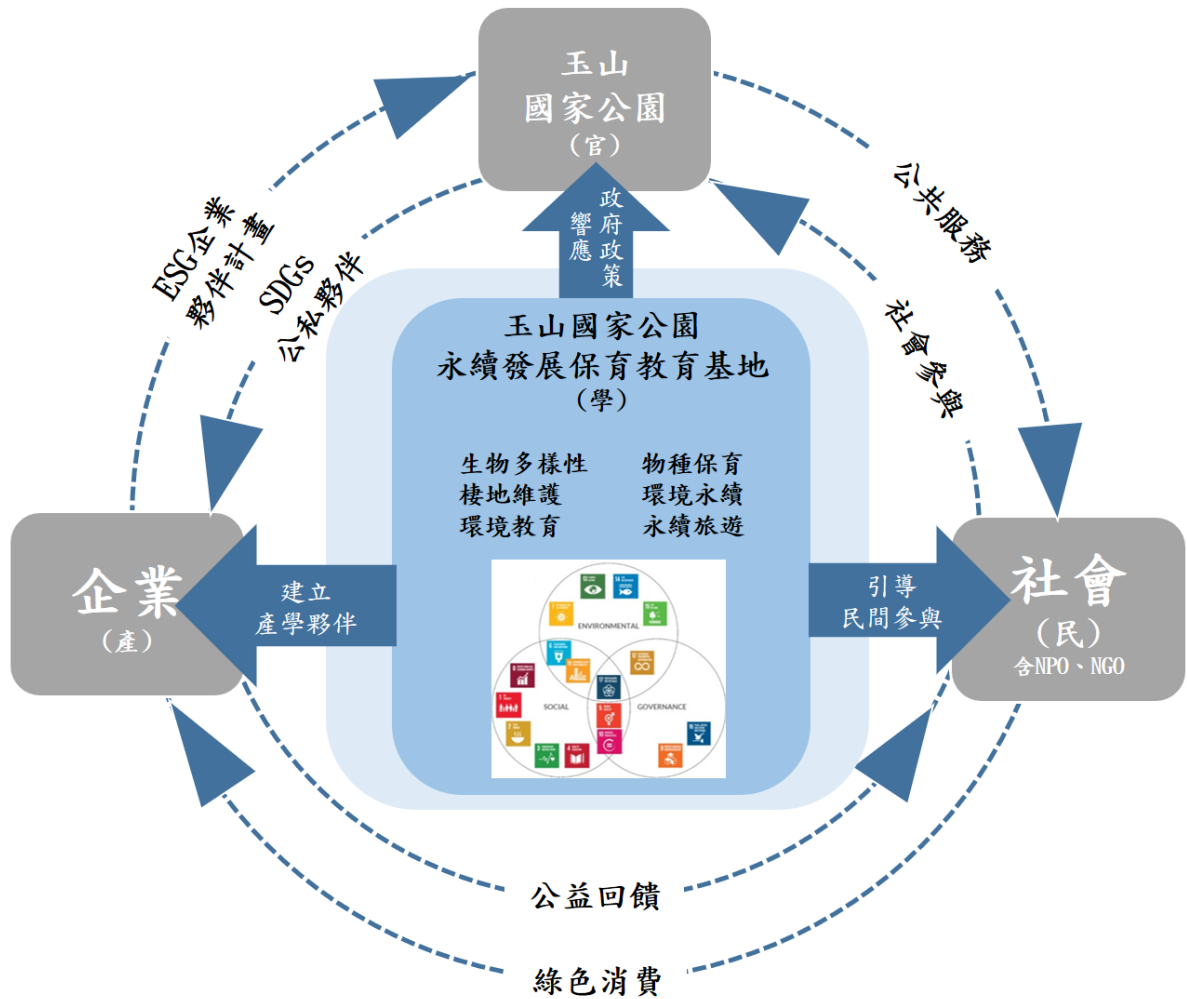 玉山
國家公園
（官）
ESG企業
夥伴計畫
SDGs
公私夥伴
政府政策
響應
公共服務
社會參與
玉山國家公園
永續發展保育教育基地
（學）
生物多樣性
物種保育
棲地維護
環境永續
環境教育
永續旅遊
企業
（產）
建立
產學夥伴
引導
民間參與
社會
（民）
含NPO、NGO
ENVIRONMENTAL
SOCIAL
GOVERNANCE
公益回饋
綠色消費